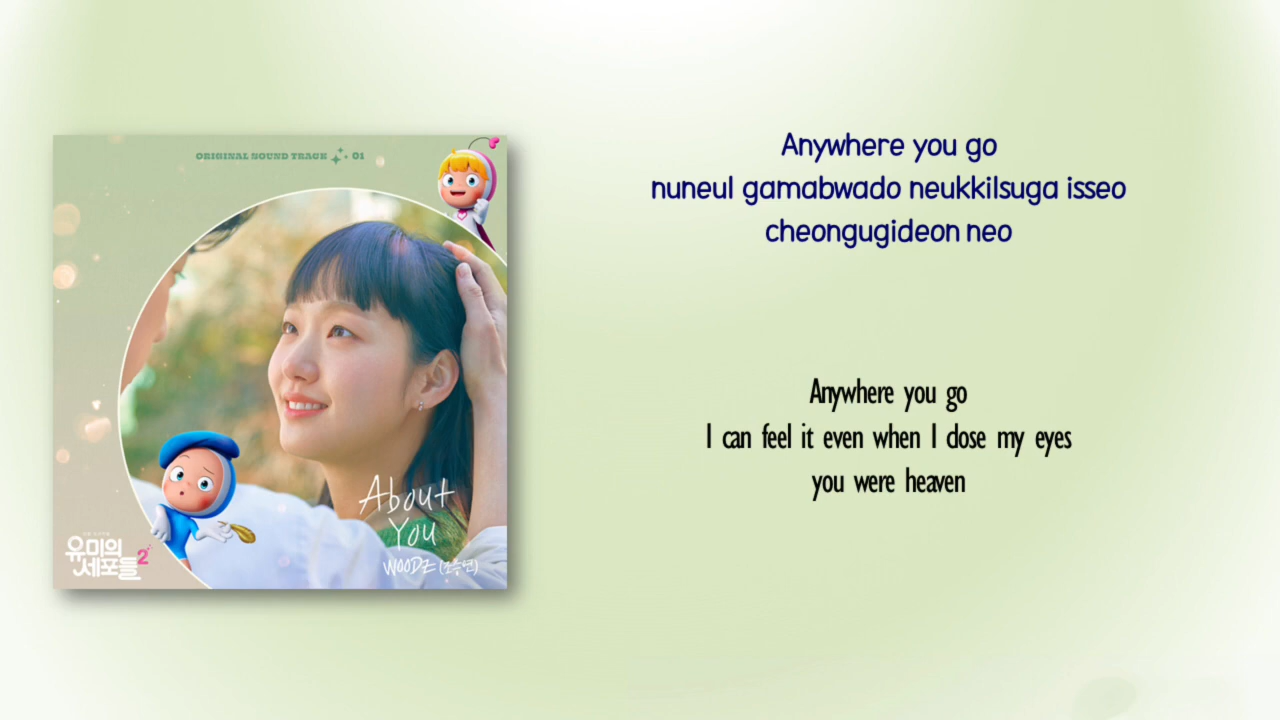 ORIGINAL SOUND TRACK 01
About
You
WOODZ (조승연)
유미의
세포들 2
Anywhere you go
nuneul gamabwado neukkilsuga isseo
cheongugideon neo
Anywhere you go
I can feel it even when I close my eyes
you were heaven